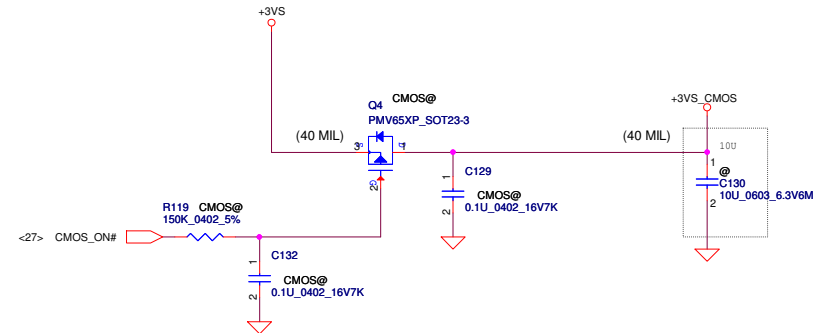 +3VS
Q4 CMOS@
PMV65XP_SOT23-3
+3VS_CMOS
(40 MIL)
3 S
D 1
(40 MIL)
10U
G
2
1
C129
CMOS@
0.1U_0402_16V7K
2
1
@
C130
10U_0603_6.3V6M
2
R119 CMOS@
150K_0402_5%
<27> CMOS_ON#
1
C132
CMOS@
0.1U_0402_16V7K
2